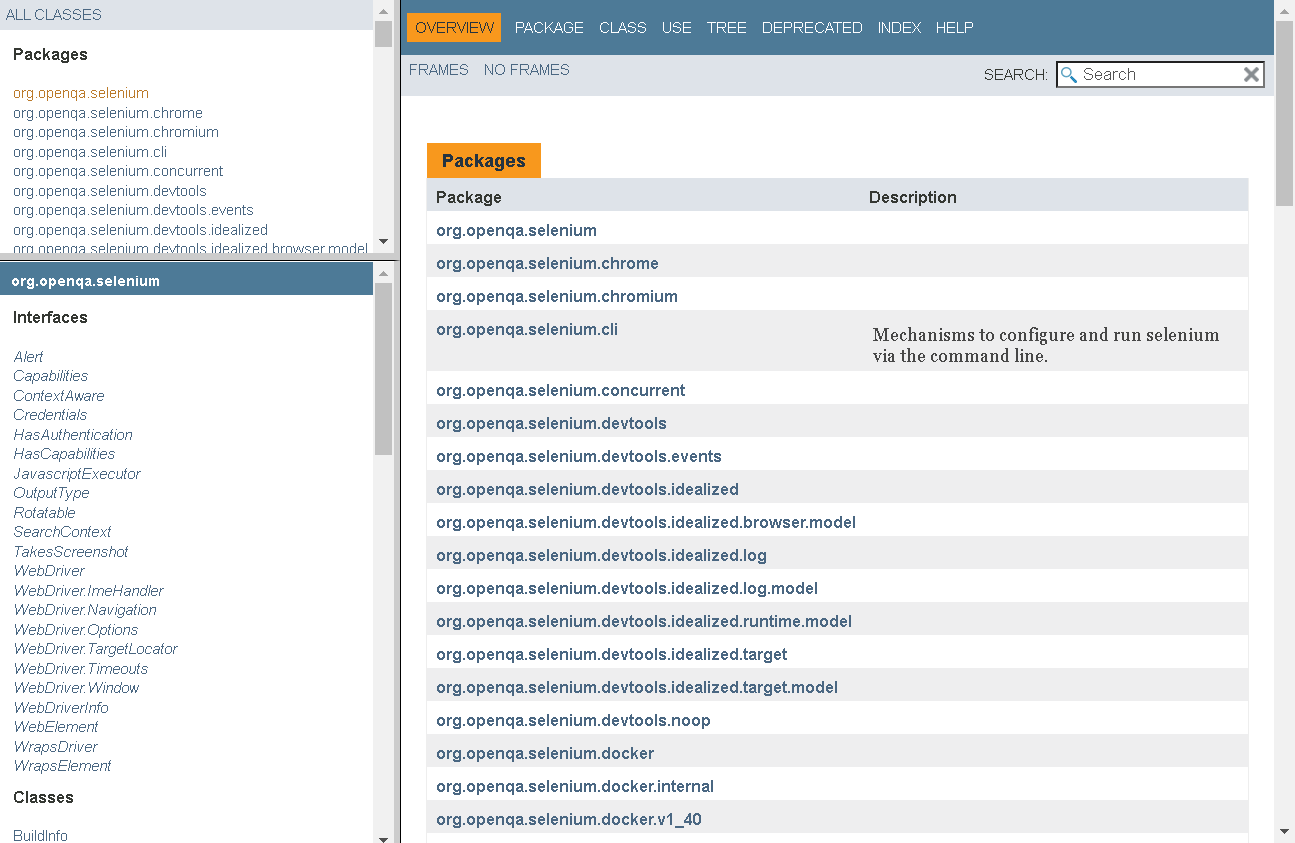 ALL CLASSES
Packages
org.openqa.selenium
org.openqa.selenium.chrome
org.openqa.selenium.chromium
org.openqa.selenium.cli
org.openqa.selenium.concurrent
org.openqa.selenium.devtools
org.openqa.selenium.devtools.events
org.openqa.selenium.devtools.idealized
org.openqa.selenium.devtools.idealized.browser.model
org.openqa.selenium
Interfaces
Alert
Capabilities
ContextAware
Credentials
HasAuthentication
HasCapabilities
JavascriptExecutor
OutputType
Rotatable
SearchContext
TakesScreenshot
WebDriver
WebDriver.ImeHandler
WebDriver.Navigation
WebDriver.Options
WebDriver.TargetLocator
WebDriver.Timeouts
WebDriver.Window
WebDriverInfo
WebElement
WrapsDriver
WrapsElement
Classes
BuildInfo
OVERVIEW PACKAGE CLASS USE TREE DEPRECATED INDEX HELP
FRAMES NO FRAMES
SEARCH: Search
Packages
Package Description
org.openqa.selenium
org.openqa.selenium.chrome
org.openqa.selenium.chromium
org.openqa.selenium.cli
Mechanisms to configure and run selenium
via the command line.
org.openqa.selenium.concurrent
org.openqa.selenium.devtools
org.openqa.selenium.devtools.events
org.openqa.selenium.devtools.idealized
org.openqa.selenium.devtools.idealized.browser.model
org.openqa.selenium.devtools.idealized.log
org.openqa.selenium.devtools.idealized.log.model
org.openqa.selenium.devtools.idealized.runtime.model
org.openqa.selenium.devtools.idealized.target
org.openqa.selenium.devtools.idealized.target.model
org.openqa.selenium.devtools.noop
org.openqa.selenium.docker
org.openqa.selenium.docker.internal
org.openqa.selenium.docker.v1_40